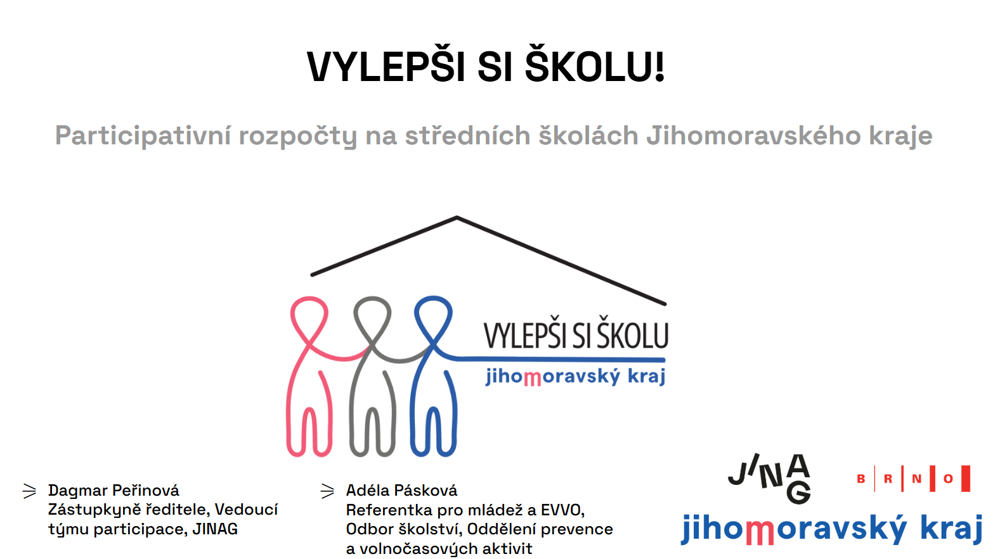 VYLEPŠI SI ŠKOLU!
Participativní rozpočty na středních školách Jihomoravského kraje
VYLEPŠI SI ŠKOLU
jihomoravský kraj
Dagmar Peřinová
Zástupkyně ředitele, Vedoucí
týmu participace, JINAG
Adéla Pásková
Referentka pro mládež a EVVO,
Odbor školství, Oddělení prevence
a volnočasových aktivit
JINAG
BRNO
jihomoravský kraj